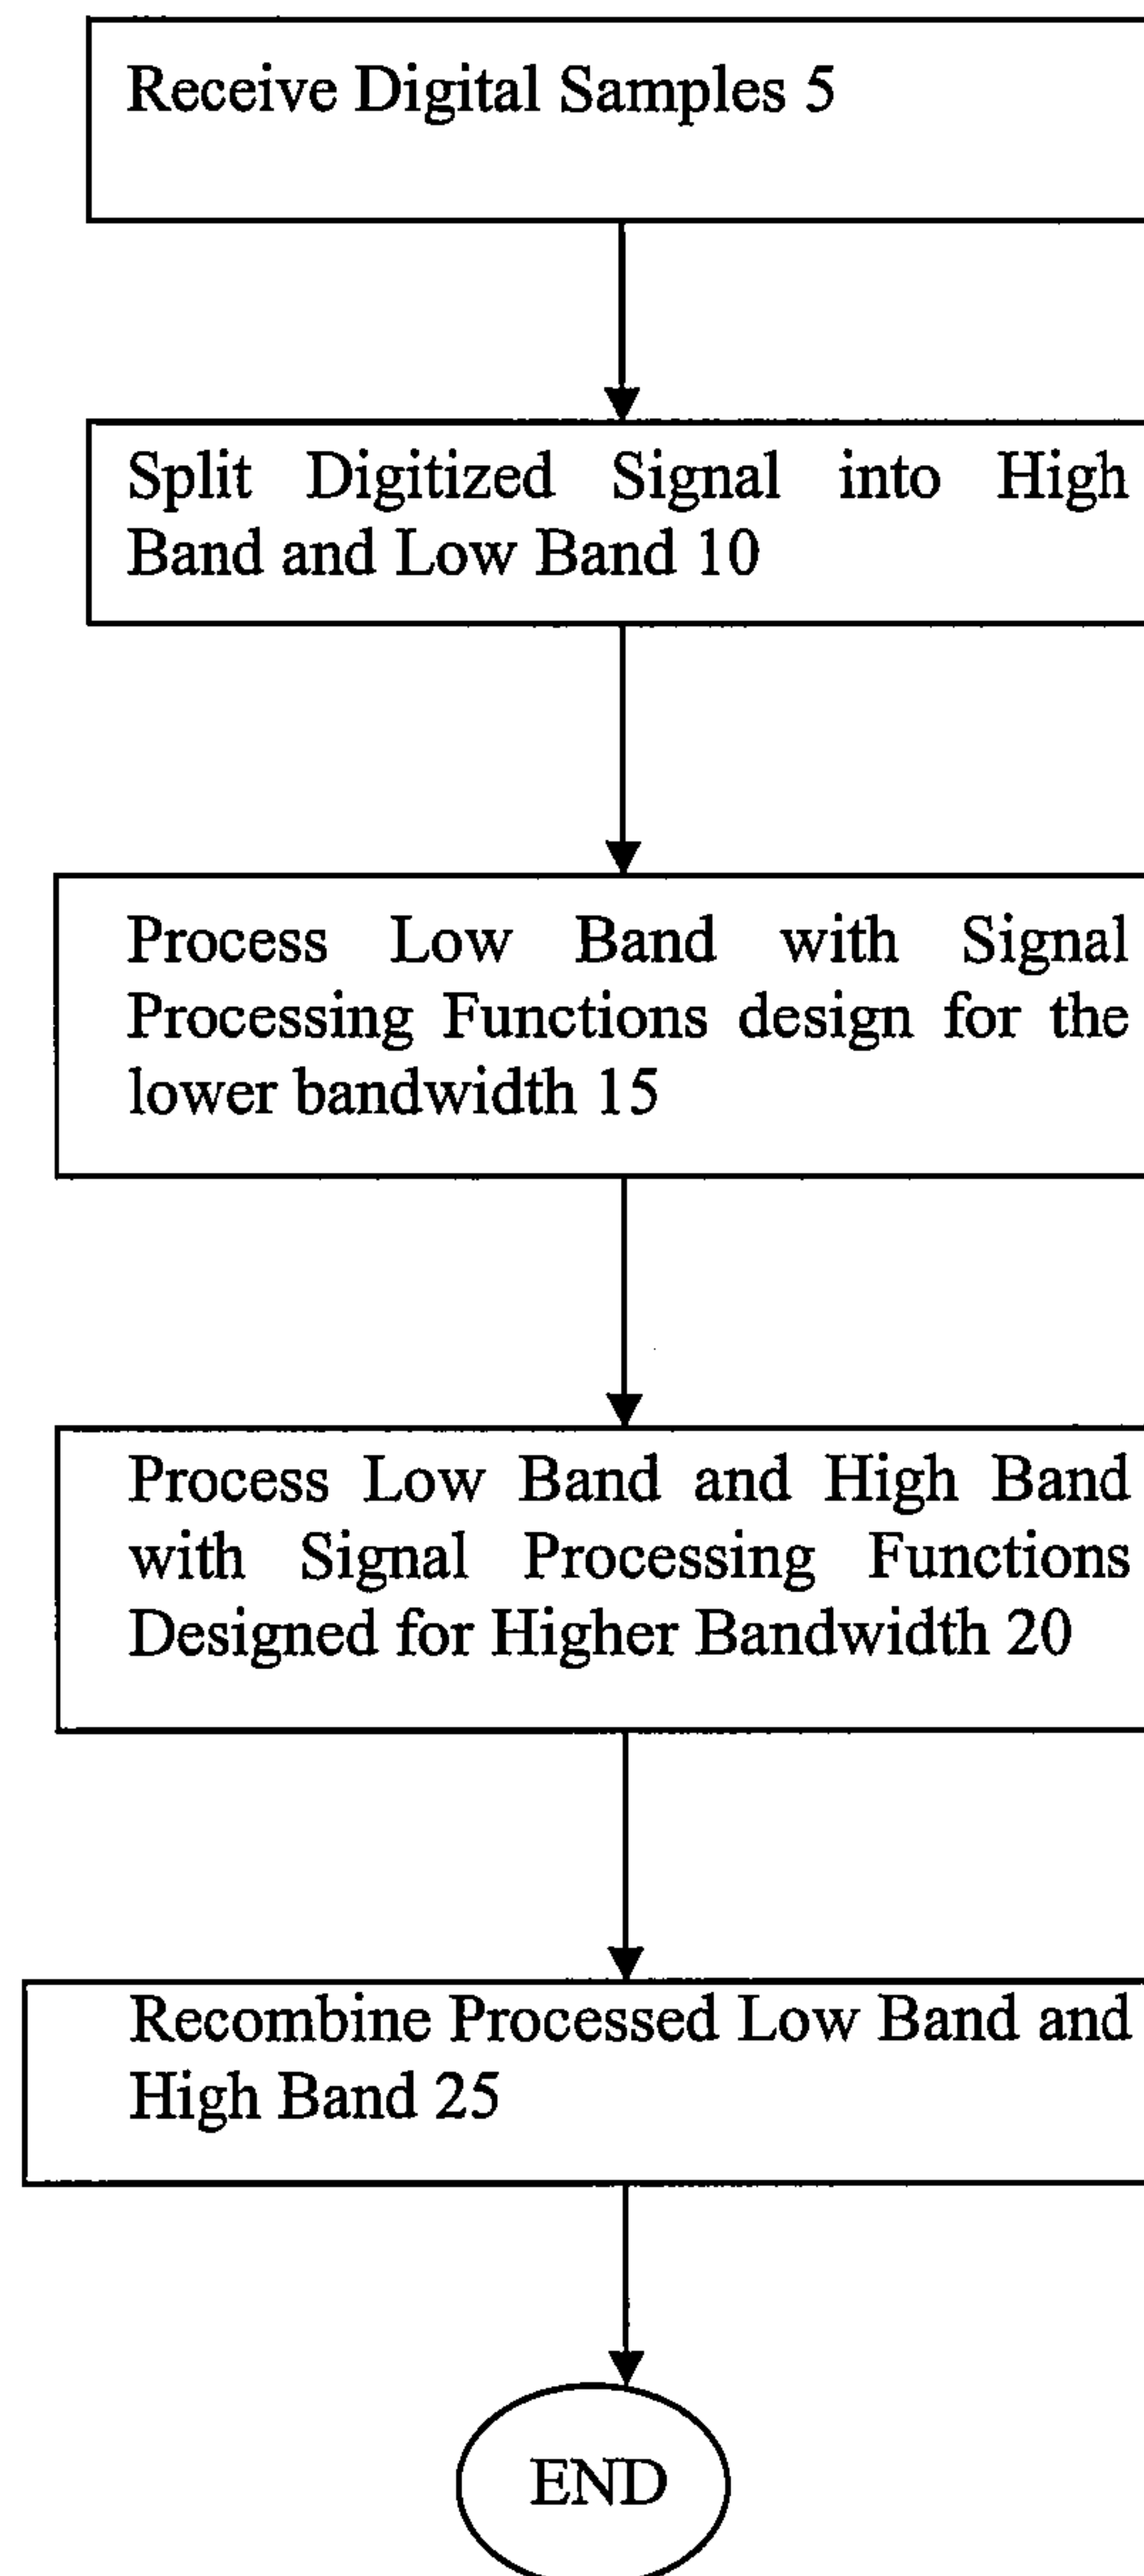 Receive Digital Samples 5
Split Digitized Signal into High
Band and Low Band 10
Process Low Band with Signal
Processing Functions design for the
lower bandwidth 15
Process Low Band and High Band
with Signal Processing Functions
Designed for Higher Bandwidth 20
Recombine Processed Low Band and
High Band 25
END